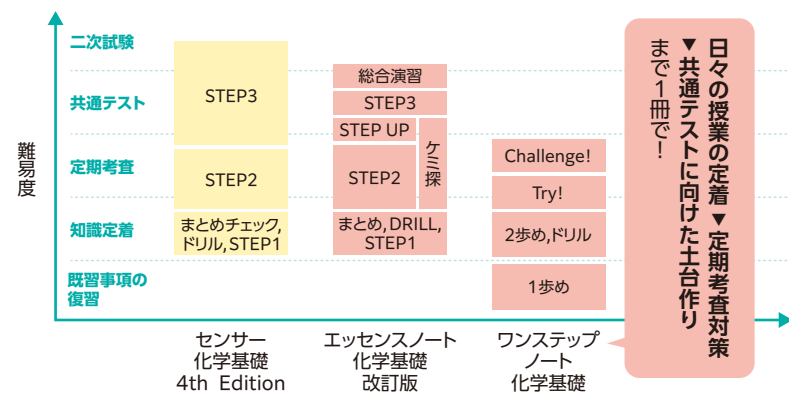 難易度
二次試験
共通テスト
定期考査
知識定着
既習事項の
復習
STEP3
STEP2
まとめチェック,
ドリル,STEP1
総合演習
STEP3
STEP UP
ケミ探
STEP2
まとめ,DRILL,
STEP1
Challenge!
Try!
2歩め,ドリル
1歩め
センサー
化学基礎
4th Edition
エッセンスノート
化学基礎
改訂版
ワンステップ
ノート
化学基礎
日々の授業の定着▼定期考査対策
▼共通テストに向けた土台作り
まで1冊で!